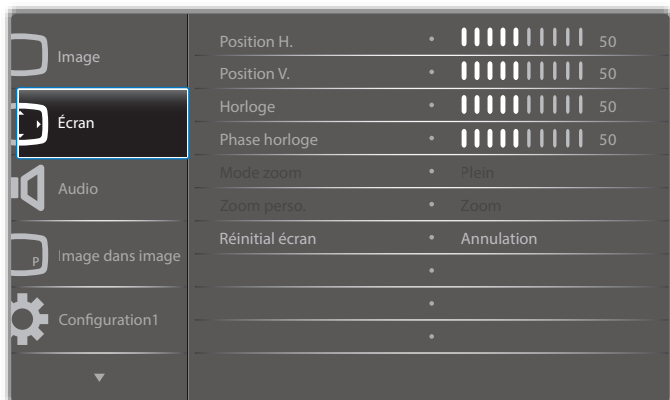 Image
Écran
Audio
P
Image dans image
Configuration1
Position H. • 50
Position V. • 50
Horloge • 50
Phase horloge • 50
Mode zoom • Plein
Zoom perso. • Zoom
Réinitial écran • Annulation
•
•
•